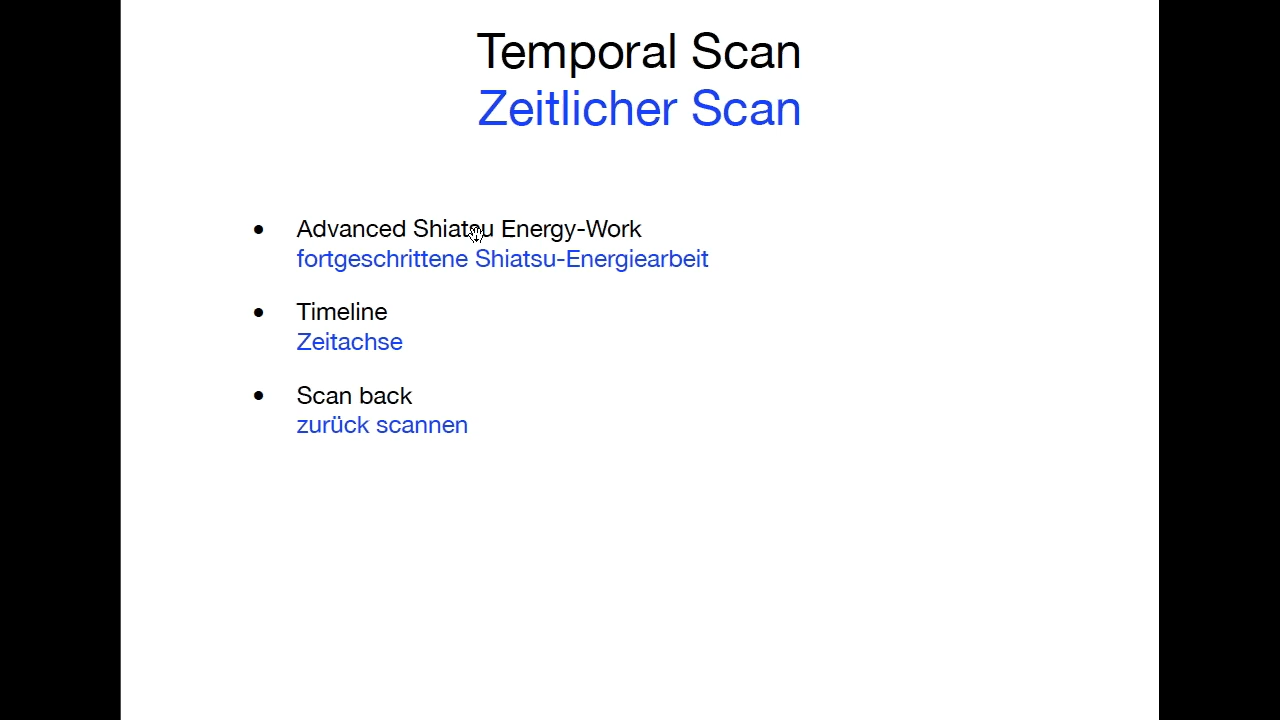 Temporal Scan
Zeitlicher Scan
• Advanced Shiatsu Energy-Work
fortgeschrittene Shiatsu-Energiearbeit
• Timeline
Zeitachse
• Scan back
zurück scannen